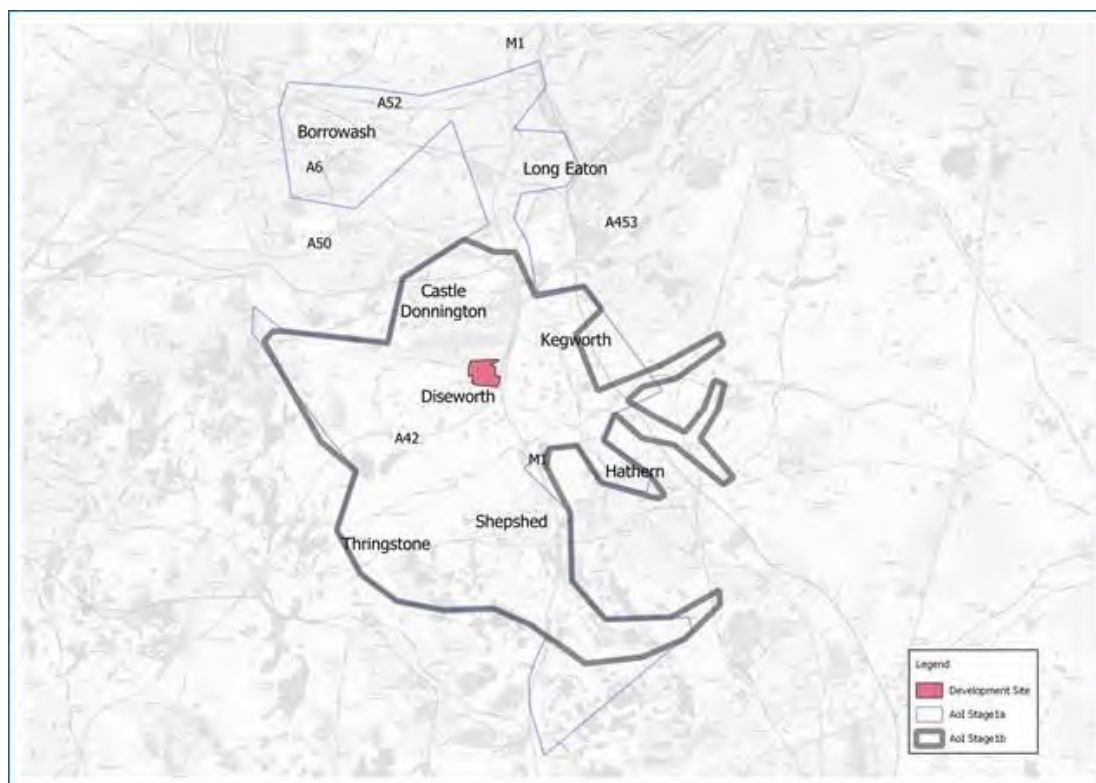 M1
A52
Borrowash
A6
Long Eaton
A453
A50
Castle
Donnington
Kegworth
Diseworth
A42
M1
Hathern
Shepshed
Thringstone
Legend
Development Site
AoI Stage1a
AoI Stage1b